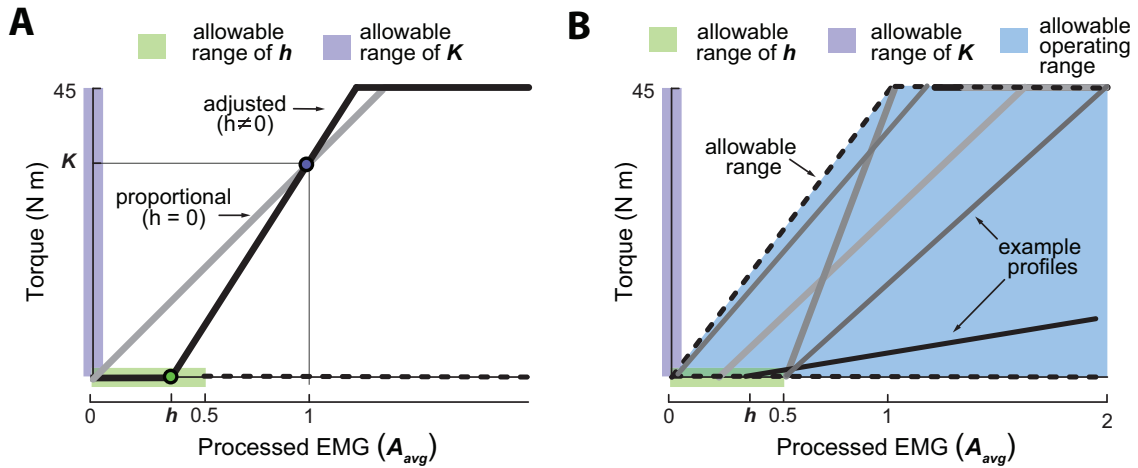 A
allowable
range of h
allowable
range of K
45
adjusted
(h≠0)
K
proportional
(h = 0)
Torque (N m)
0
h
0.5
1
Processed EMG (A_avg)
B
allowable
range of h
allowable
range of K
allowable
operating
range
45
allowable
range
example
profiles
Torque (N m)
0
h
0.5
1
2
Processed EMG (A_avg)